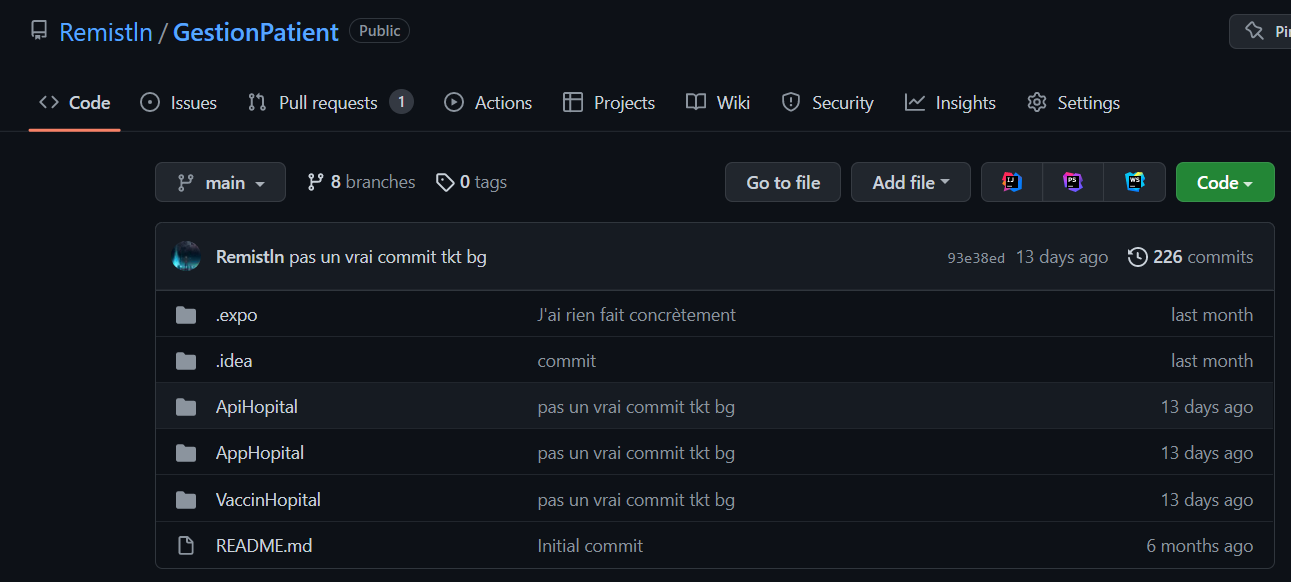 Remistln / GestionPatient Public Pi
Code Issues Pull requests 1 Actions Projects Wiki Security Insights Settings
main 8 branches 0 tags Go to file Add file IJ PS WS Code
Remistln pas un vrai commit tkt bg 93e38ed 13 days ago 226 commits
.expo J'ai rien fait concrètement last month
.idea commit last month
ApiHopital pas un vrai commit tkt bg 13 days ago
AppHopital pas un vrai commit tkt bg 13 days ago
VaccinHopital pas un vrai commit tkt bg 13 days ago
README.md Initial commit 6 months ago